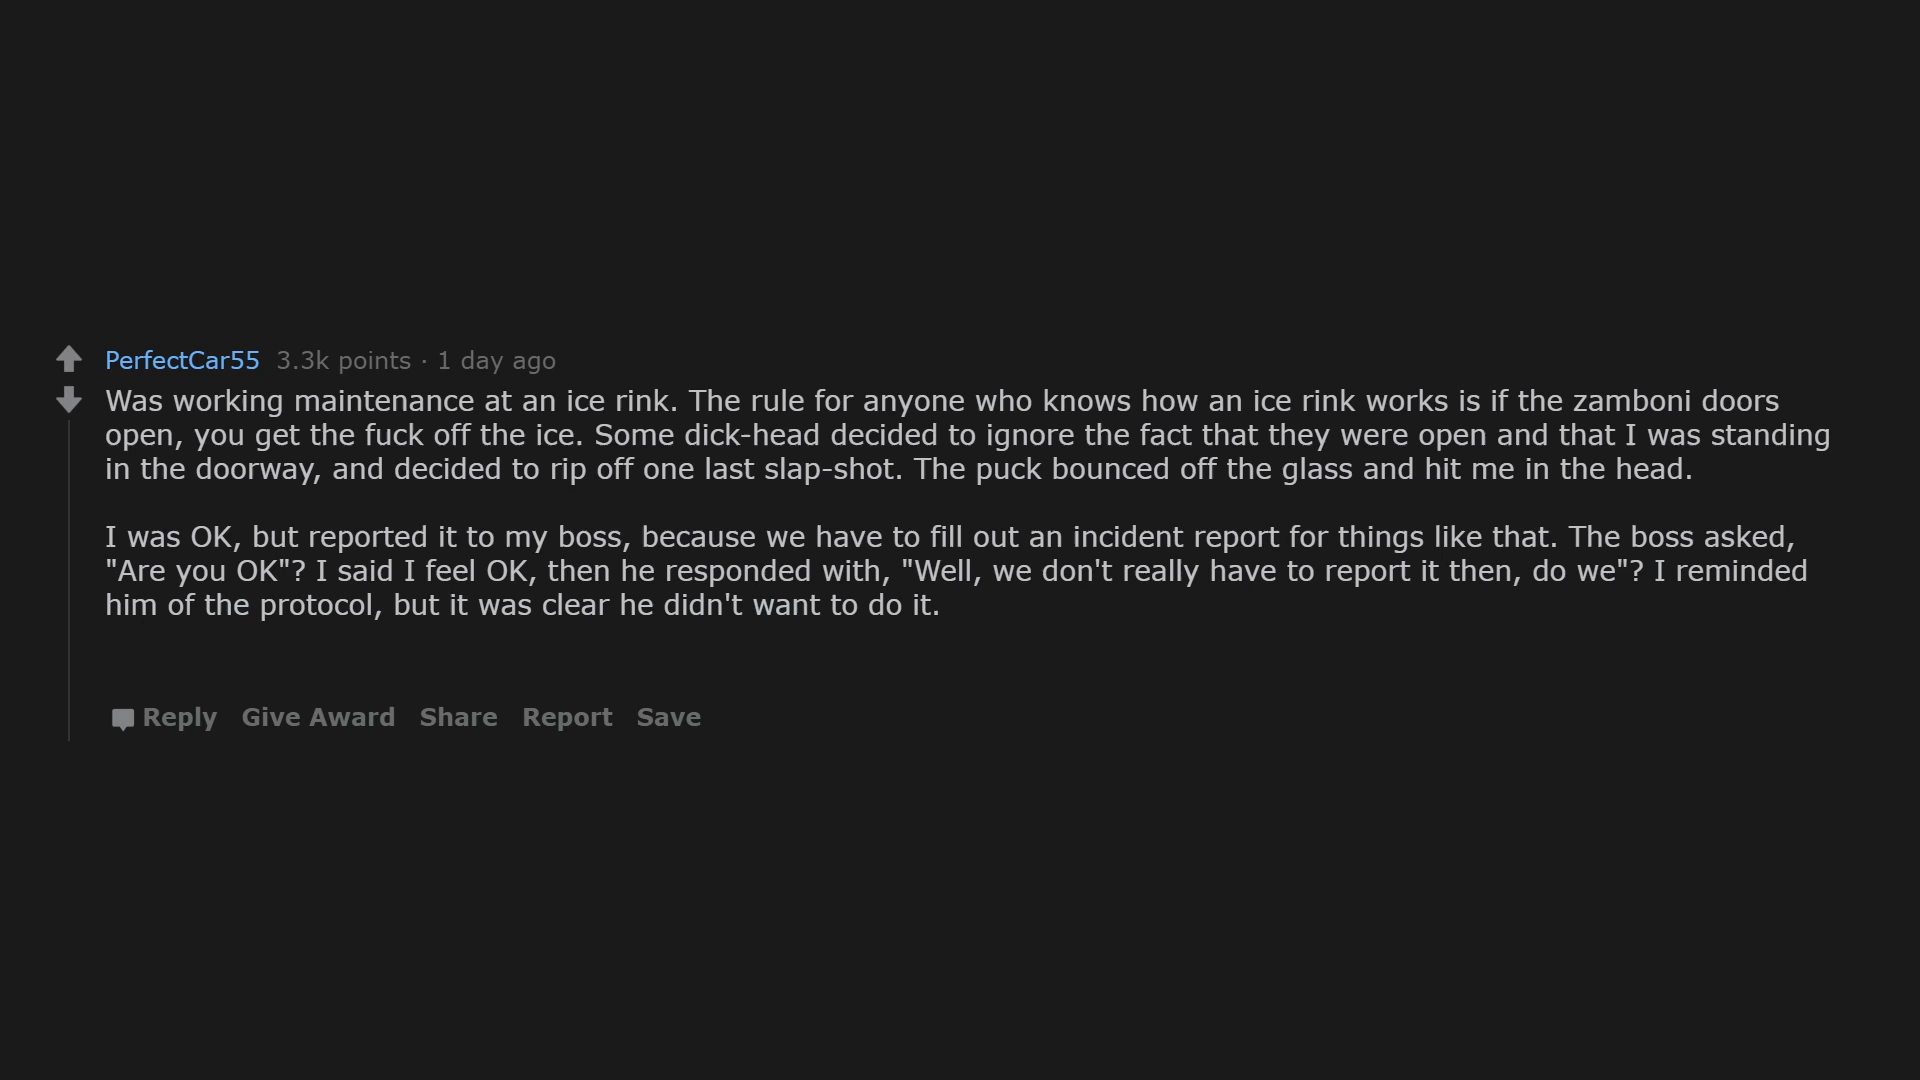 PerfectCar55 3.3k points · 1 day ago
Was working maintenance at an ice rink. The rule for anyone who knows how an ice rink works is if the zamboni doors
open, you get the fuck off the ice. Some dick-head decided to ignore the fact that they were open and that I was standing
in the doorway, and decided to rip off one last slap-shot. The puck bounced off the glass and hit me in the head.
I was OK, but reported it to my boss, because we have to fill out an incident report for things like that. The boss asked,
"Are you OK"? I said I feel OK, then he responded with, "Well, we don't really have to report it then, do we"? I reminded
him of the protocol, but it was clear he didn't want to do it.
Reply Give Award Share Report Save